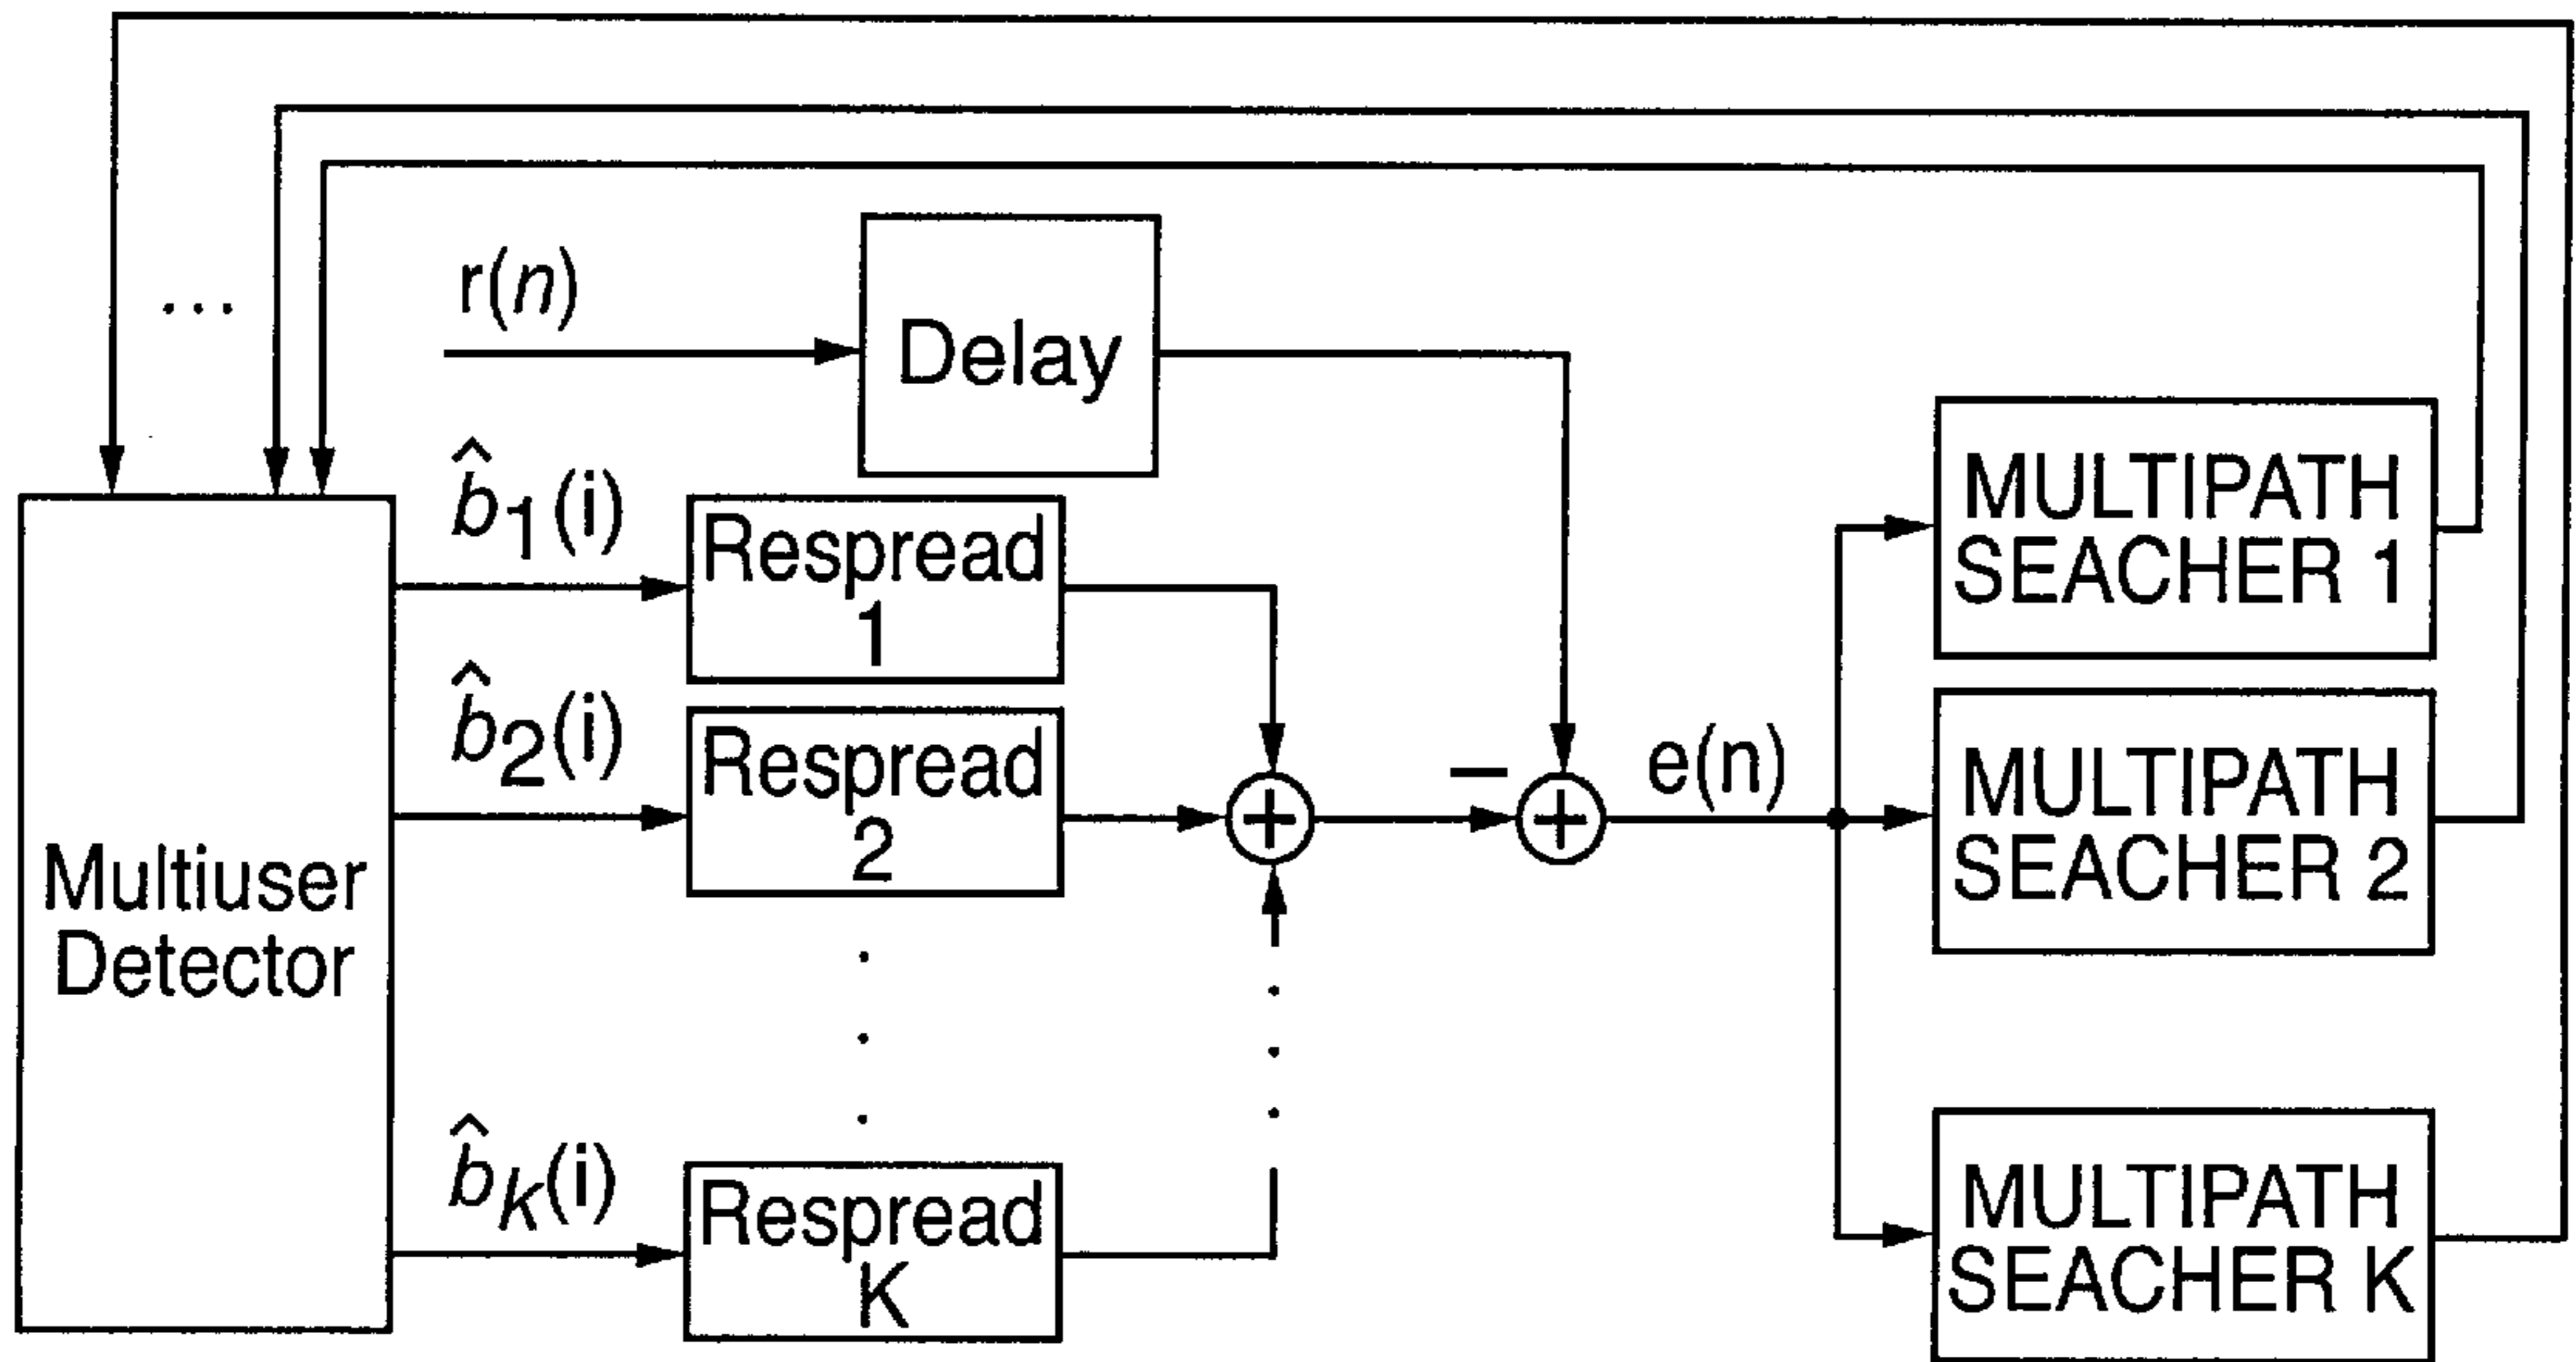 ...
r(n)
Delay
b̂1(i)
Respread
1
b̂2(i)
Respread
2
b̂k(i)
Respread
K
Multiuser
Detector
+
−
+
e(n)
MULTIPATH
SEACHER 1
MULTIPATH
SEACHER 2
MULTIPATH
SEACHER K